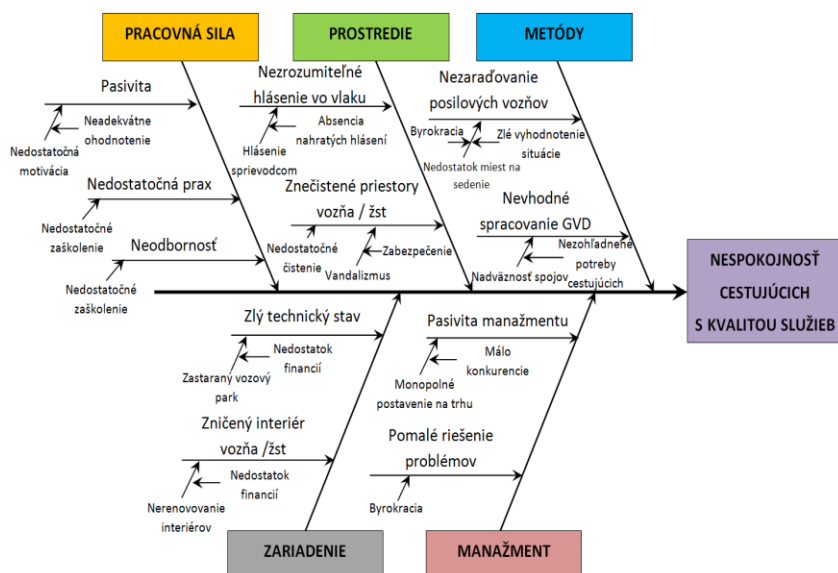 PRACOVNÁ SILA
PROSTREDIE
METÓDY
Pasivita
Neadekvátne
ohodnotenie
Nedostatočná
motivácia
Nedostatočná prax
Nedostatočné
zaškolenie
Neodbornosť
Nedostatočné
zaškolenie
Nezrozumiteľné
hlásenie vo vlaku
Absencia
nahratých hlásení
Hlásenie
sprievodcom
Znečistené priestory
vozňa / žst
Nedostatočné
čistenie
Zabezpečenie
Vandalizmus
Nezaraďovanie
posilových vozňov
Byrokracia
Zlé vyhodnotenie
situácie
Nedostatok miest na
sedenie
Nevhodné
spracovanie GVD
Nezohľadnené
potreby
cestujúcich
Nadväznosť spojov
NESPOKOJNOSŤ
CESTUJÚCICH
S KVALITOU SLUŽIEB
Zlý technický stav
Nedostatok
financií
Zastaraný vozový
park
Zničený interiér
vozňa /žst
Nedostatok
financií
Nerenovovanie
interiérov
Pasivita manažmentu
Málo
konkurencie
Monopolné
postavenie na trhu
Pomalé riešenie
problémov
Byrokracia
ZARIADENIE
MANAŽMENT